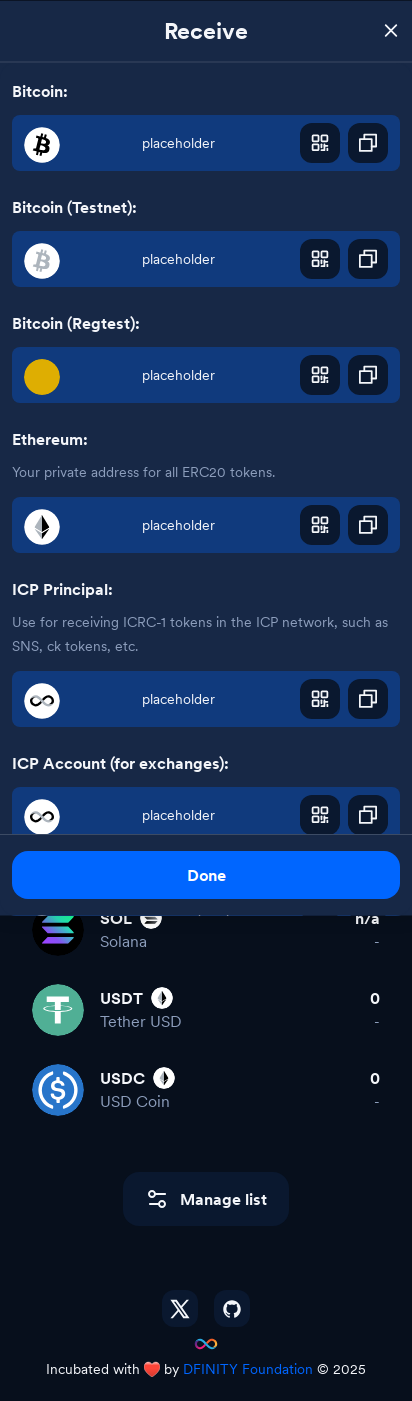 Receive
Bitcoin:
placeholder
Bitcoin (Testnet):
placeholder
Bitcoin (Regtest):
placeholder
Ethereum:
Your private address for all ERC20 tokens.
placeholder
ICP Principal:
Use for receiving ICRC-1 tokens in the ICP network, such as
SNS, ck tokens, etc.
placeholder
ICP Account (for exchanges):
placeholder
Done
SOL n/a
Solana -
USDT 0
Tether USD -
USDC 0
USD Coin -
Manage list
Incubated with ❤️ by DFINITY Foundation © 2025